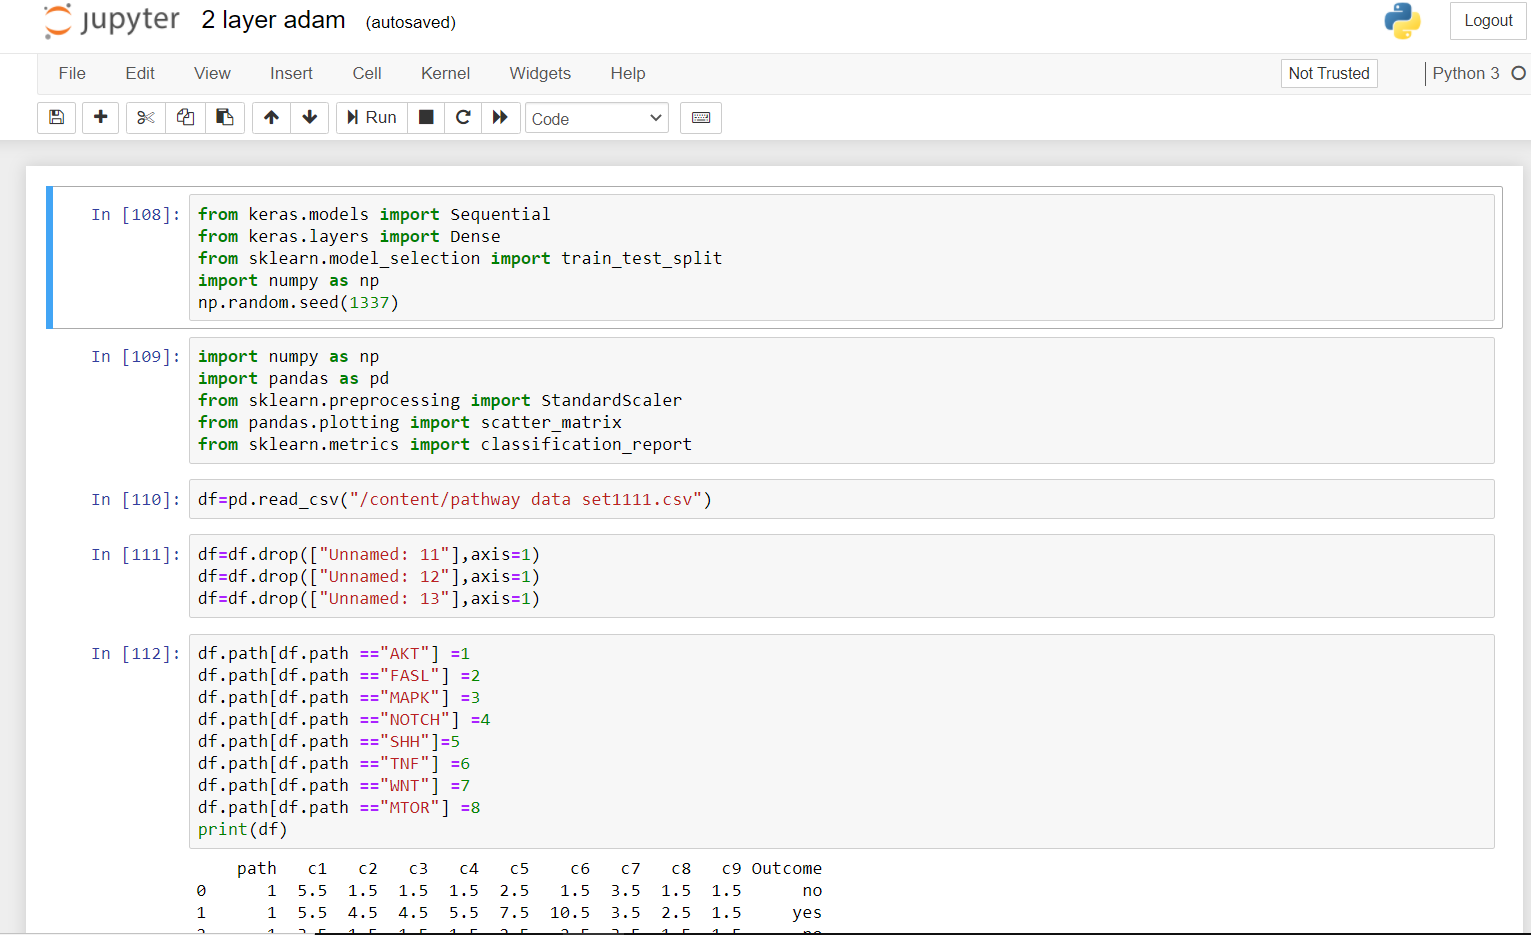 jupyter 2 layer adam (autosaved) Logout
File Edit View Insert Cell Kernel Widgets Help Not Trusted Python 3
Run Code
In [108]: from keras.models import Sequential
from keras.layers import Dense
from sklearn.model_selection import train_test_split
import numpy as np
np.random.seed(1337)
In [109]: import numpy as np
import pandas as pd
from sklearn.preprocessing import StandardScaler
from pandas.plotting import scatter_matrix
from sklearn.metrics import classification_report
In [110]: df=pd.read_csv("/content/pathway data set1111.csv")
In [111]: df=df.drop(["Unnamed: 11"],axis=1)
df=df.drop(["Unnamed: 12"],axis=1)
df=df.drop(["Unnamed: 13"],axis=1)
In [112]: df.path[df.path =="AKT"] =1
df.path[df.path =="FASL"] =2
df.path[df.path =="MAPK"] =3
df.path[df.path =="NOTCH"] =4
df.path[df.path =="SHH"]=5
df.path[df.path =="TNF"] =6
df.path[df.path =="WNT"] =7
df.path[df.path =="MTOR"] =8
print(df)
path c1 c2 c3 c4 c5 c6 c7 c8 c9 Outcome
0 1 5.5 1.5 1.5 1.5 2.5 1.5 3.5 1.5 1.5 no
1 1 5.5 4.5 4.5 5.5 7.5 10.5 3.5 2.5 1.5 yes